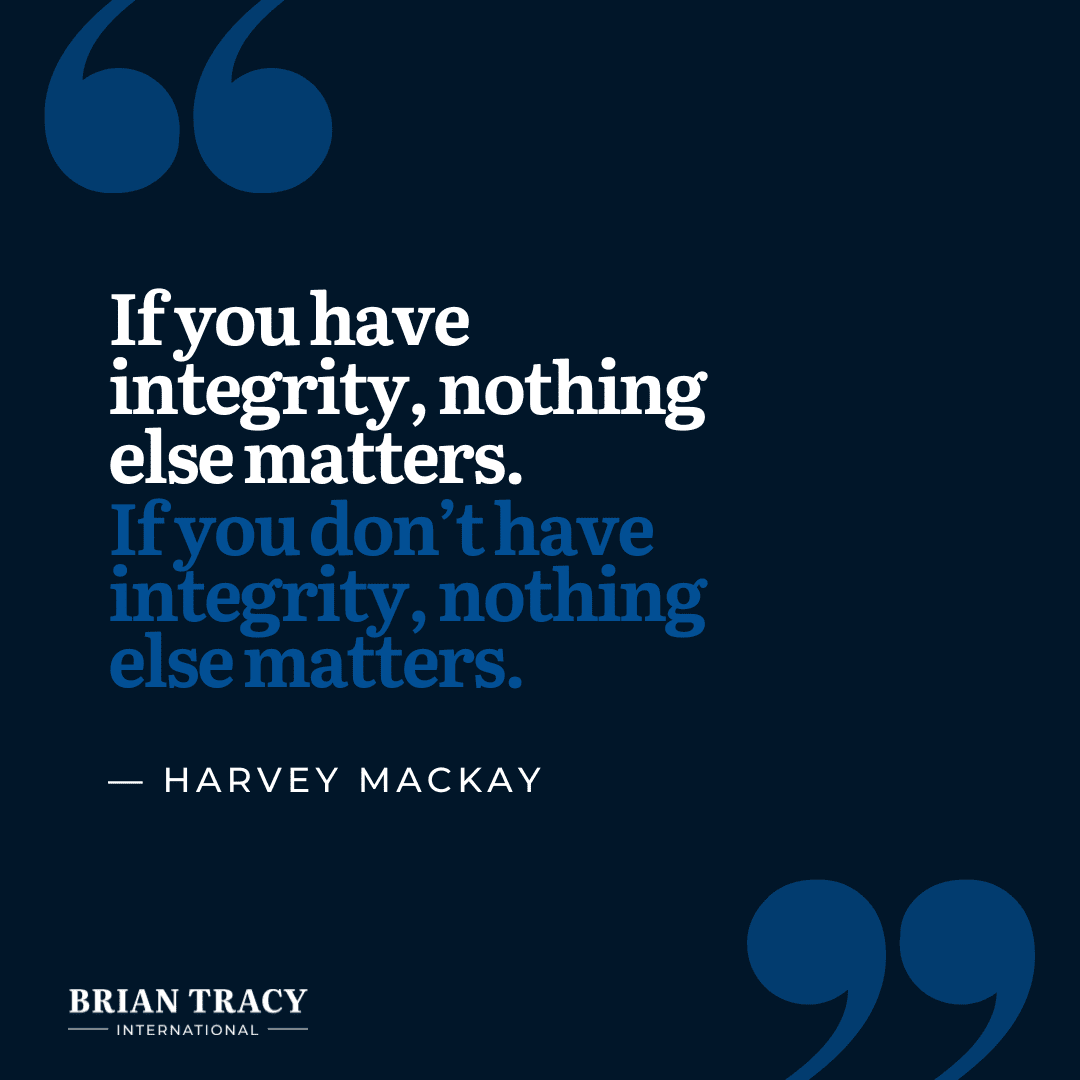 If you have
integrity, nothing
else matters.
If you don’t have
integrity, nothing
else matters.
— HARVEY MACKAY
BRIAN TRACY
INTERNATIONAL